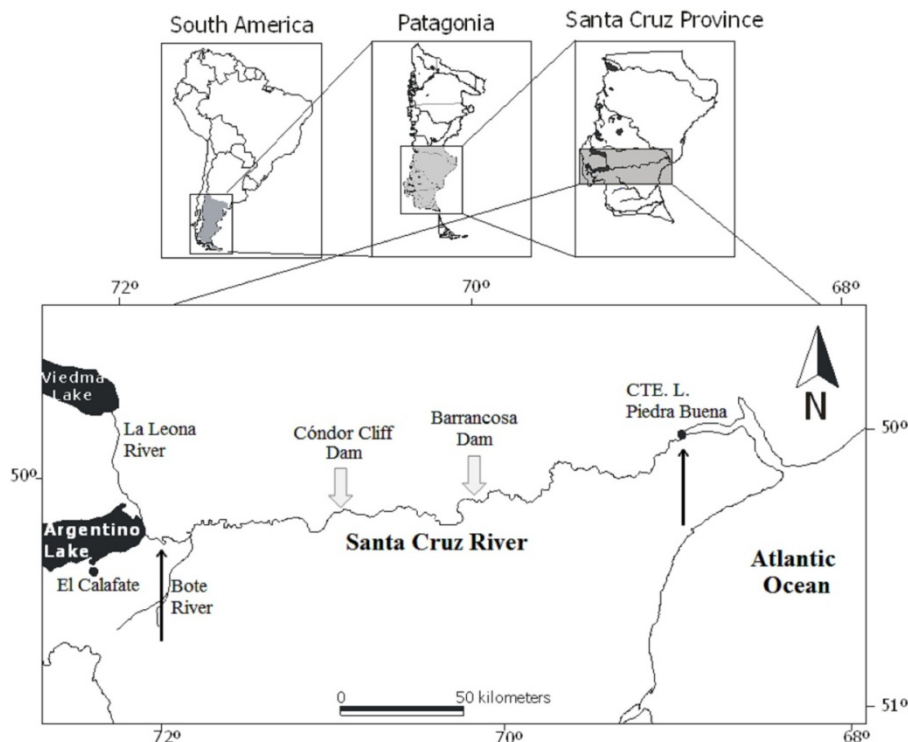 South America
Patagonia
Santa Cruz Province
72º
70º
68º
Viedma
Lake
La Leona
River
Cóndor Cliff
Dam
Barrancosa
Dam
CTE. L.
Piedra Buena
N
50º
50º
Argentino
Lake
Santa Cruz River
El Calafate
Bote
River
Atlantic
Ocean
0
50 kilometers
51º
72º
70º
68º